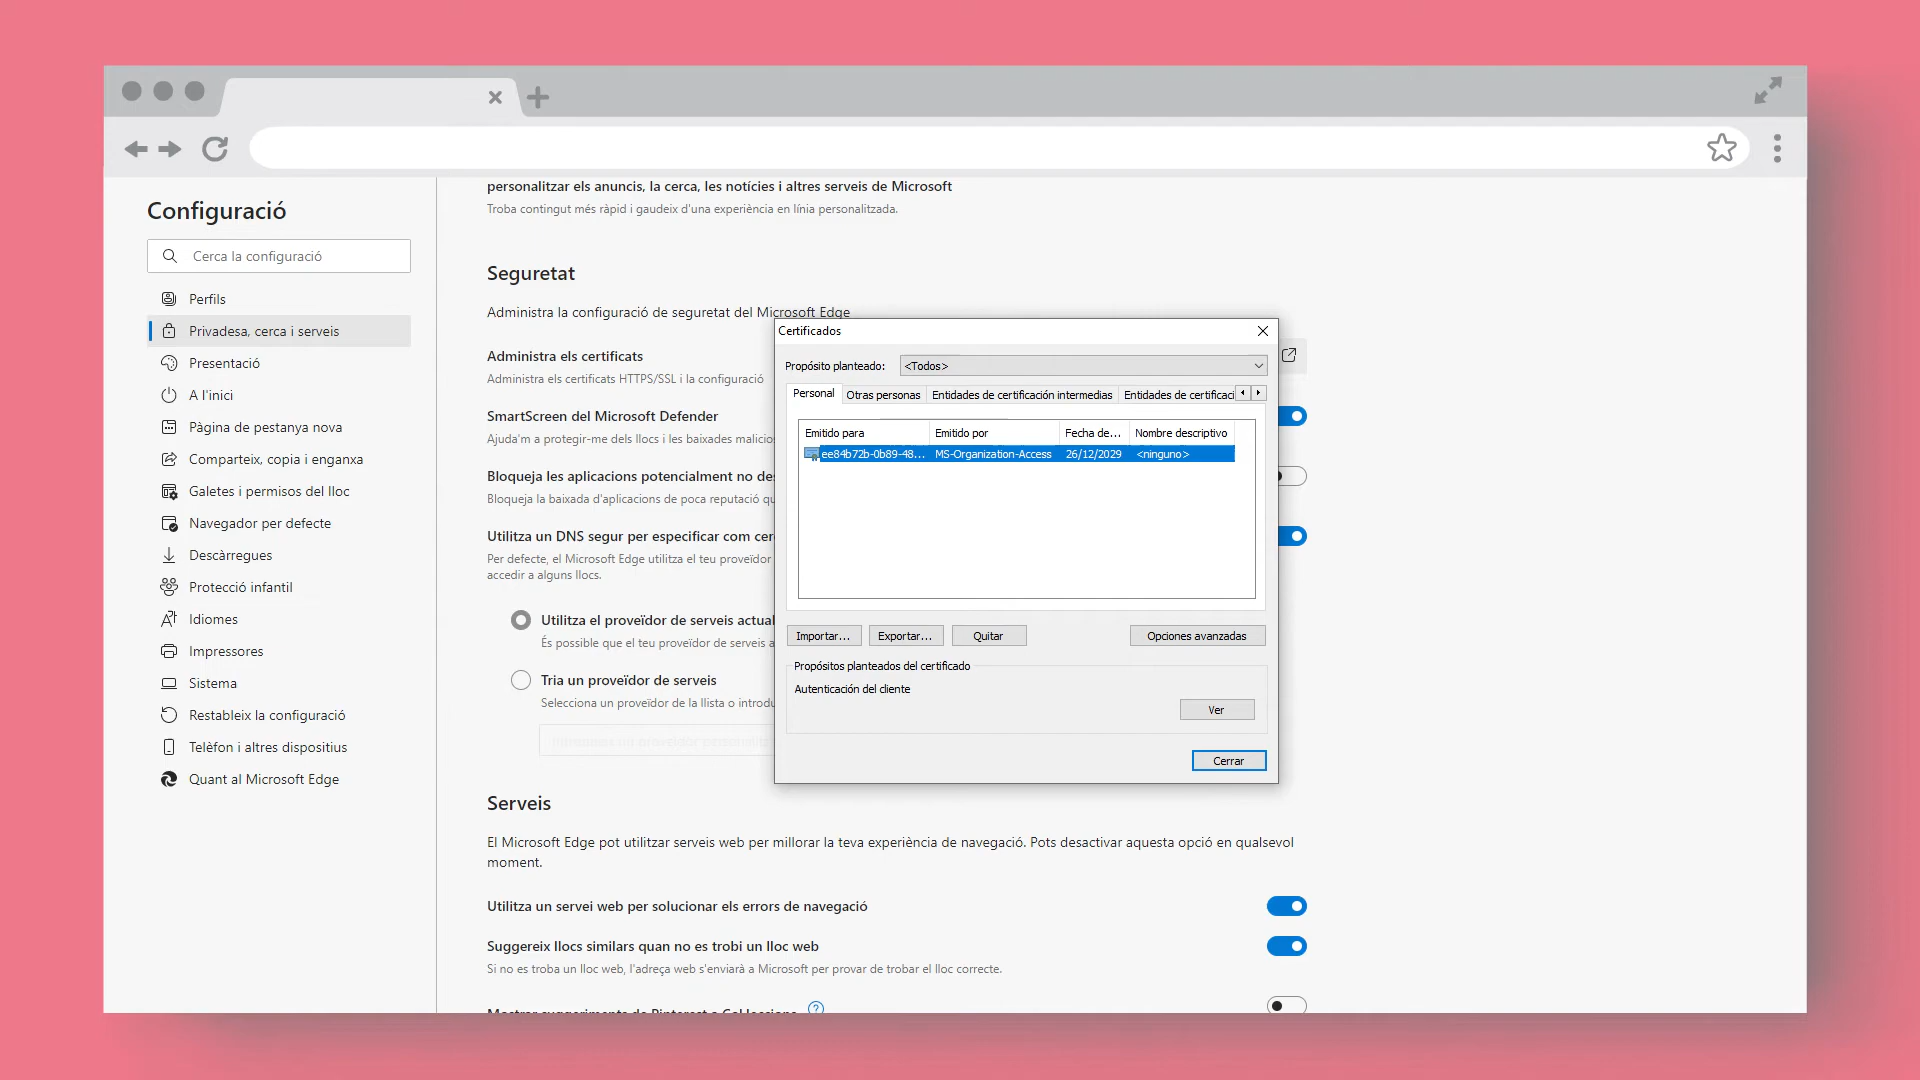 personalitzar els anuncis, la cerca, les notícies i altres serveis de Microsoft
Troba contingut més ràpid i gaudeix d'una experiència en línia personalitzada.
Configuració
Cerca la configuració
Perfils
Privadesa, cerca i serveis
Presentació
A l'inici
Pàgina de pestanya nova
Comparteix, copia i enganxa
Galetes i permisos del lloc
Navegador per defecte
Descàrregues
Protecció infantil
Idiomes
Impressores
Sistema
Restableix la configuració
Telèfon i altres dispositius
Quant al Microsoft Edge
Seguretat
Administra la configuració de seguretat del Microsoft Edge
Administra els certificats
Administra els certificats HTTPS/SSL i la configuració
SmartScreen del Microsoft Defender
Ajuda'm a protegir-me dels llocs i les baixades
Bloqueja les aplicacions potencialment no
Bloqueja la baixada d'aplicacions de poca reputació
Utilitza un DNS segur per especificar com
Per defecte, el Microsoft Edge utilitza el teu proveïdor
accedir a alguns llocs.
Utilitza el proveïdor de serveis actual
És possible que el teu proveïdor de serveis
Tria un proveïdor de serveis
Selecciona un proveïdor de la llista o
Certificados
Propósito planteado: <Todos>
Personal Otras personas Entidades de certificación intermedias Entidades de certificaci
Emitido para Emitido por Fecha de... Nombre descriptivo
ee84b72b-0b89-48... MS-Organization-Access 26/12/2029 <ninguno>
Importar... Exportar... Quitar Opciones avanzadas
Propósitos planteados del certificado
Autenticación del cliente
Ver
Cerrar
Serveis
El Microsoft Edge pot utilitzar serveis web per millorar la teva experiència de navegació. Pots desactivar aquesta opció en qualsevol
moment.
Utilitza un servei web per solucionar els errors de navegació
Suggereix llocs similars quan no es trobi un lloc web
Si no es troba un lloc web, l'adreça web s'enviarà a Microsoft per provar de trobar el lloc correcte.